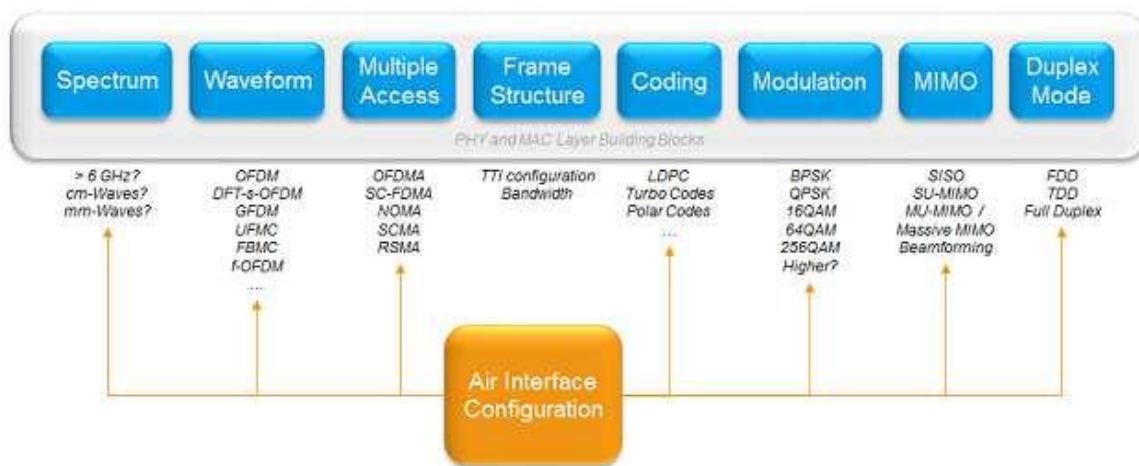 Spectrum
Waveform
Multiple
Access
Frame
Structure
Coding
Modulation
MIMO
Duplex
Mode
PHY and MAC Layer Building Blocks
> 6 GHz?
cm-Waves?
mm-Waves?
OFDM
DFT-s-OFDM
GFDM
UFMC
FBMC
f-OFDM
....
OFDMA
SC-FDMA
NOMA
SCMA
RSMA
TTI configuration
Bandwidth
LDPC
Turbo Codes
Polar Codes
...
BPSK
QPSK
16QAM
64QAM
256QAM
Higher?
SISO
SU-MIMO
MU-MIMO /
Massive MIMO
Beamforming
FDD
TDD
Full Duplex
Air Interface
Configuration